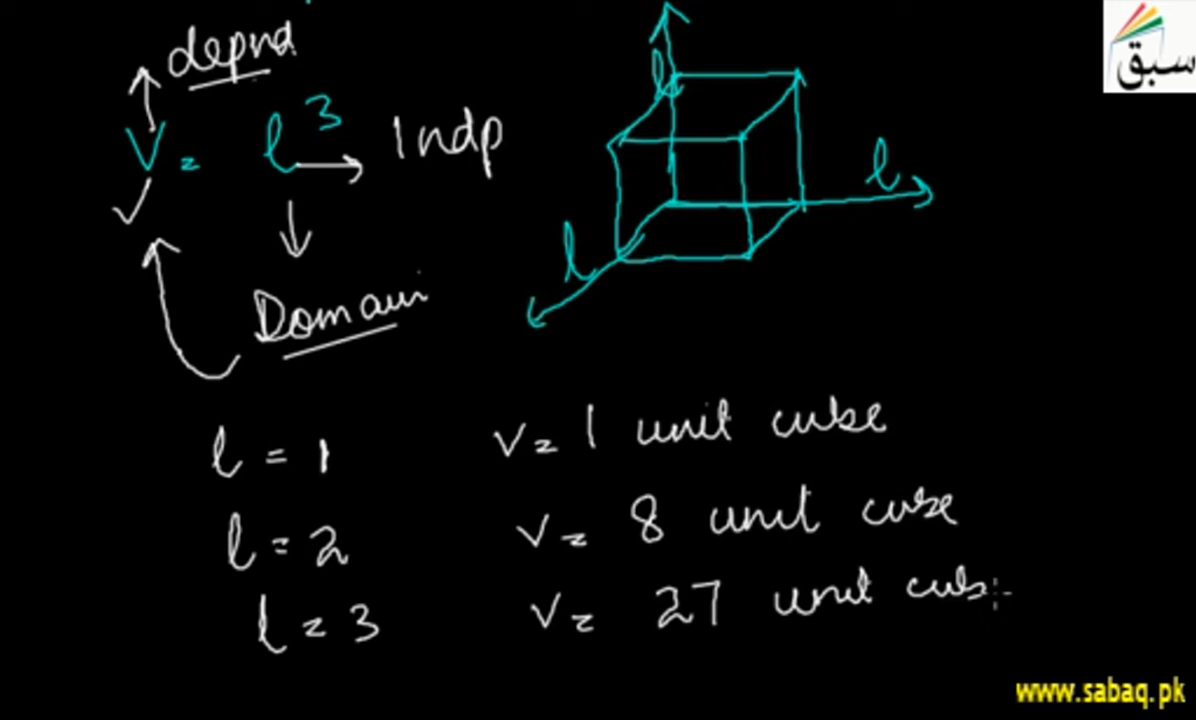 depnd
سبق
V = l³ → Indp
l
l
l
Domain
l = 1 V = 1 unit cube
l = 2 V = 8 unit cube
l = 3 V = 27 unit cub
www.sabaq.pk